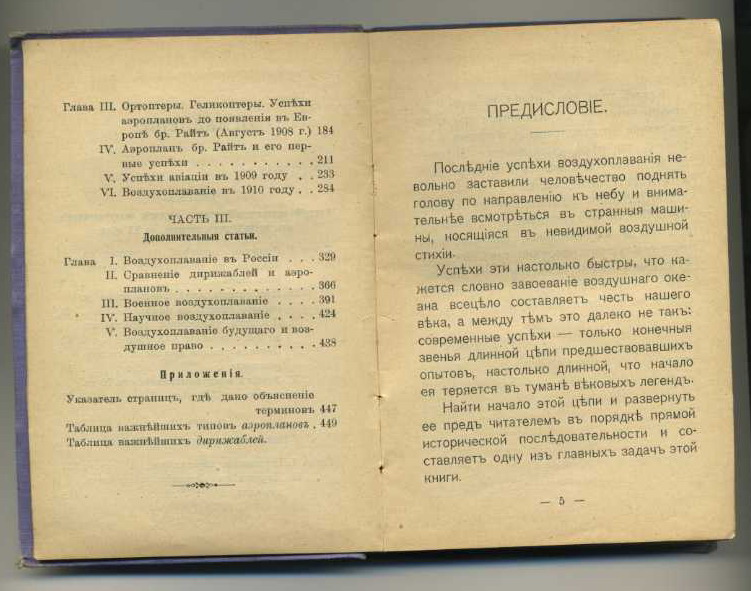 Глава III. Ортоптеры. Геликоптеры. Успѣхи
аэроплановъ до появленія въ Ев-
ропѣ бр. Райтъ (Августъ 1908 г.) 184
IV. Аэропланъ бр. Райтъ и его пер-
вые успѣхи . . . . . . . . . . . 211
V. Успѣхи авіаціи въ 1909 году . . 233
VI. Воздухоплаваніе въ 1910 году . . 284
ЧАСТЬ III.
Дополнительныя статьи.
Глава I. Воздухоплаваніе въ Россіи . . . 329
II. Сравненіе дирижаблей и аэро-
плановъ . . . . . . . . . . . . 366
III. Военное воздухоплаваніе . . . . 391
IV. Научное воздухоплаваніе . . . . 424
V. Воздухоплаваніе будущаго и воз-
душное право . . . . . . . . . . 438
Приложенія.
Указатель страницъ, гдѣ дано объясненіе
терминовъ 447
Таблица важнѣйшихъ типовъ аэроплановъ . 449
Таблица важнѣйшихъ дирижаблей.
ПРЕДИСЛОВІЕ.
Послѣдніе успѣхи воздухоплаванія не-
вольно заставили человѣчество поднять
голову по направленію къ небу и внима-
тельнѣе всмотрѣться въ странныя маши-
ны, носящіяся въ невидимой воздушной
стихіи.
Успѣхи эти настолько быстры, что ка-
жется словно завоеваніе воздушнаго оке-
ана всецѣло составляетъ честь нашего
вѣка, а между тѣмъ это далеко не такъ:
современные успѣхи — только конечныя
звенья длинной цѣпи предшествовавшихъ
опытовъ, настолько длинной, что начало
ея теряется въ туманѣ вѣковыхъ легендъ.
Найти начало этой цѣпи и развернуть
ее предъ читателемъ въ порядкѣ прямой
исторической послѣдовательности и со-
ставляетъ одну изъ главныхъ задачъ этой
книги.
— 5 —